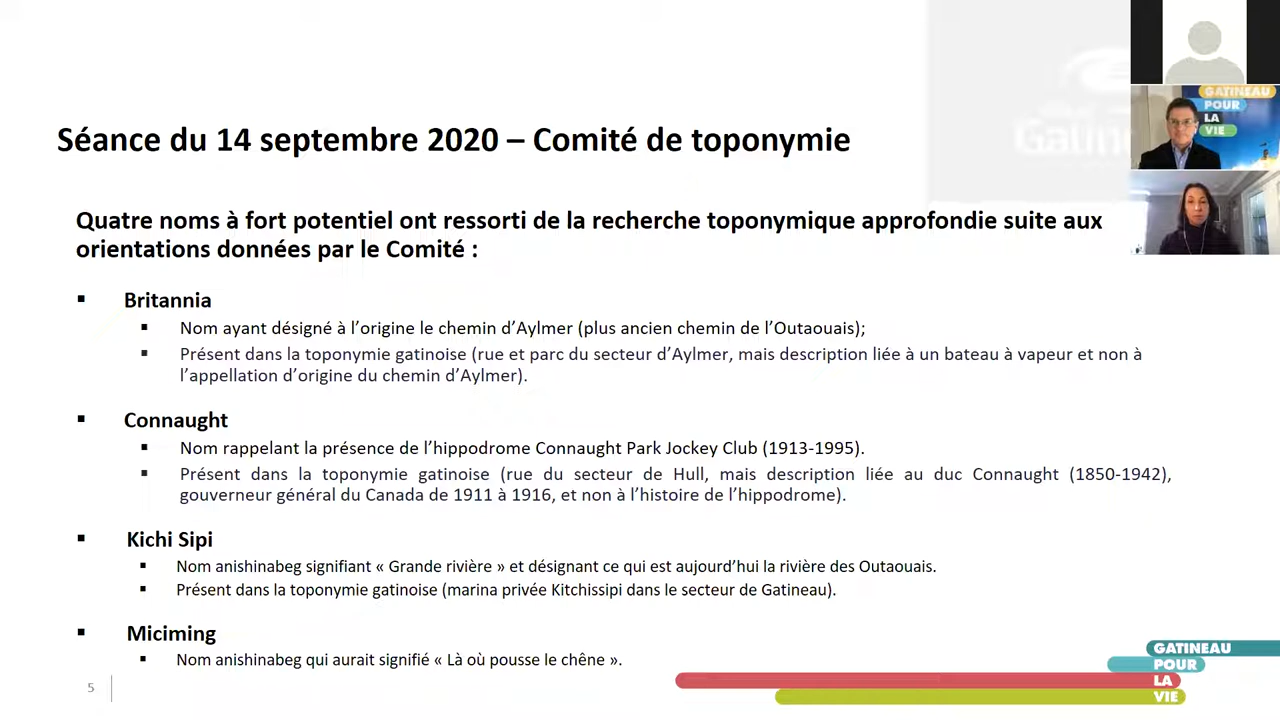 Séance du 14 septembre 2020 – Comité de toponymie
Quatre noms à fort potentiel ont ressorti de la recherche toponymique approfondie suite aux
orientations données par le Comité :
▪ Britannia
▪ Nom ayant désigné à l’origine le chemin d’Aylmer (plus ancien chemin de l’Outaouais);
▪ Présent dans la toponymie gatinoise (rue et parc du secteur d’Aylmer, mais description liée à un bateau à vapeur et non à
l’appellation d’origine du chemin d’Aylmer).
▪ Connaught
▪ Nom rappelant la présence de l’hippodrome Connaught Park Jockey Club (1913-1995).
▪ Présent dans la toponymie gatinoise (rue du secteur de Hull, mais description liée au duc Connaught (1850-1942),
gouverneur général du Canada de 1911 à 1916, et non à l’histoire de l’hippodrome).
▪ Kichi Sipi
▪ Nom anishinabeg signifiant « Grande rivière » et désignant ce qui est aujourd’hui la rivière des Outaouais.
▪ Présent dans la toponymie gatinoise (marina privée Kitchissipi dans le secteur de Gatineau).
▪ Miciming
▪ Nom anishinabeg qui aurait signifié « Là où pousse le chêne ».
5
GATINEAU
POUR
LA
VIE
GATINEAU
POUR
LA
VIE